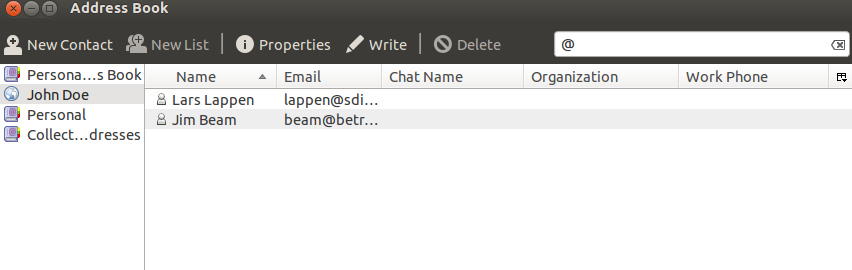 Address Book
New Contact New List Properties Write Delete @
Persona...s Book
John Doe
Personal
Collect...dresses
Name Email Chat Name Organization Work Phone
Lars Lappen lappen@sdi...
Jim Beam beam@betr...